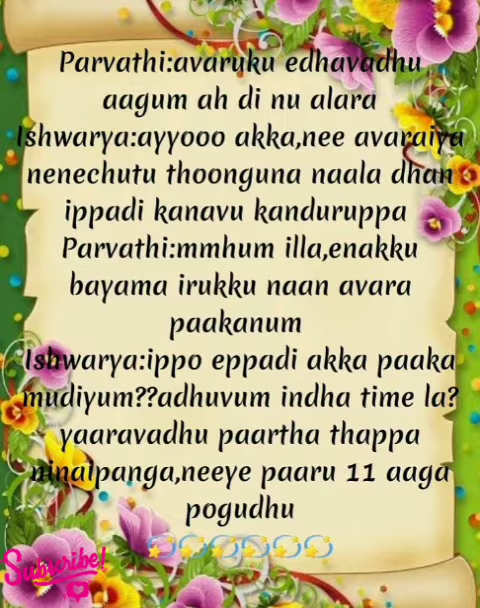 Parvathi:avaruku edhavadhu
aagum ah di nu alara
Ishwarya:ayyooo akka,nee avaraiya
nenechutu thoonguna naala dhan
ippadi kanavu kanduruppa
Parvathi:mmhum illa,enakku
bayama irukku naan avara
paakanum
Ishwarya:ippo eppadi akka paaka
mudiyum??adhuvum indha time la?
yaaravadhu paartha thappa
ninaipanga,neeye paaru 11 aaga
pogudhu
💫💫💫💫💫💫
Subscribe!